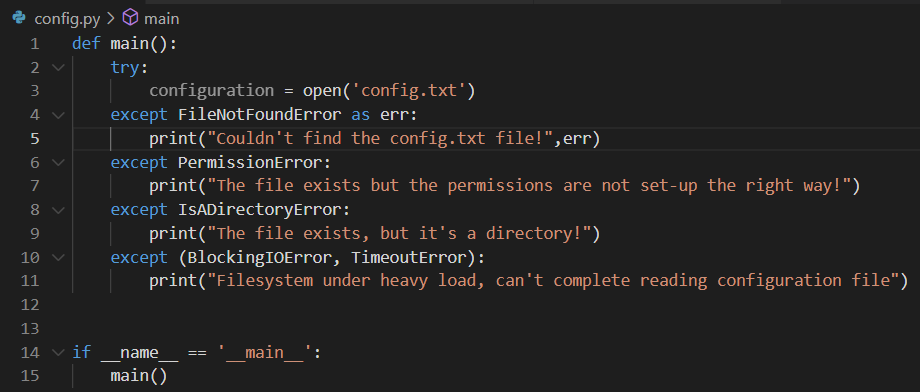 config.py > main
1 def main():
2     try:
3         configuration = open('config.txt')
4     except FileNotFoundError as err:
5         print("Couldn't find the config.txt file!",err)
6     except PermissionError:
7         print("The file exists but the permissions are not set-up the right way!")
8     except IsADirectoryError:
9         print("The file exists, but it's a directory!")
10     except (BlockingIOError, TimeoutError):
11         print("Filesystem under heavy load, can't complete reading configuration file")
12
13
14 if __name__ == '__main__':
15     main()